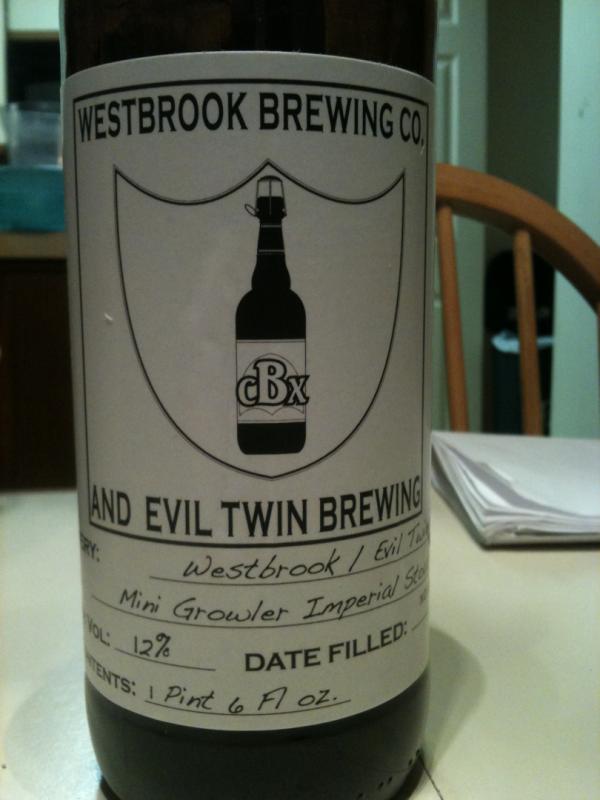 WESTBROOK BREWING CO.
CBX
AND EVIL TWIN BREWING
Westbrook / Evil
Mini Growler Imperial
VOL: 12% DATE FILLED:
1 Pint 6 Fl oz.